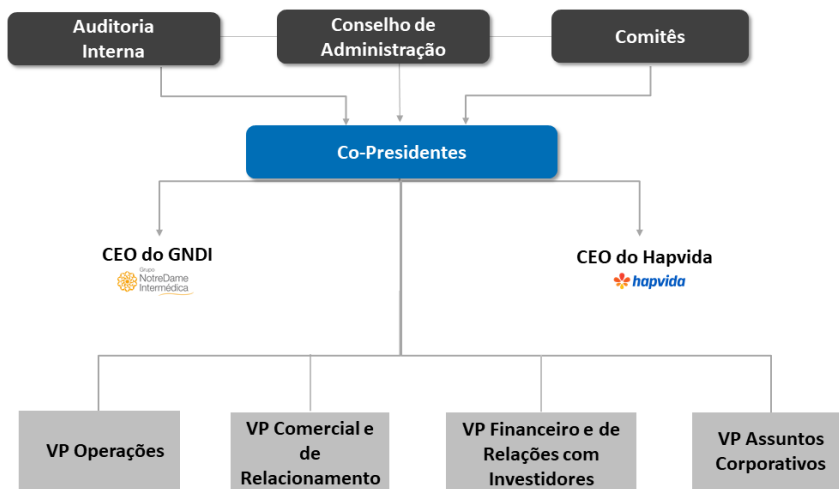 Auditoria
Interna
Conselho de
Administração
Comitês
Co-Presidentes
CEO do GNDI
Grupo
NotreDame
Intermédica
CEO do Hapvida
hapvida
VP Operações
VP Comercial e
de
Relacionamento
VP Financeiro e de
Relações com
Investidores
VP Assuntos
Corporativos